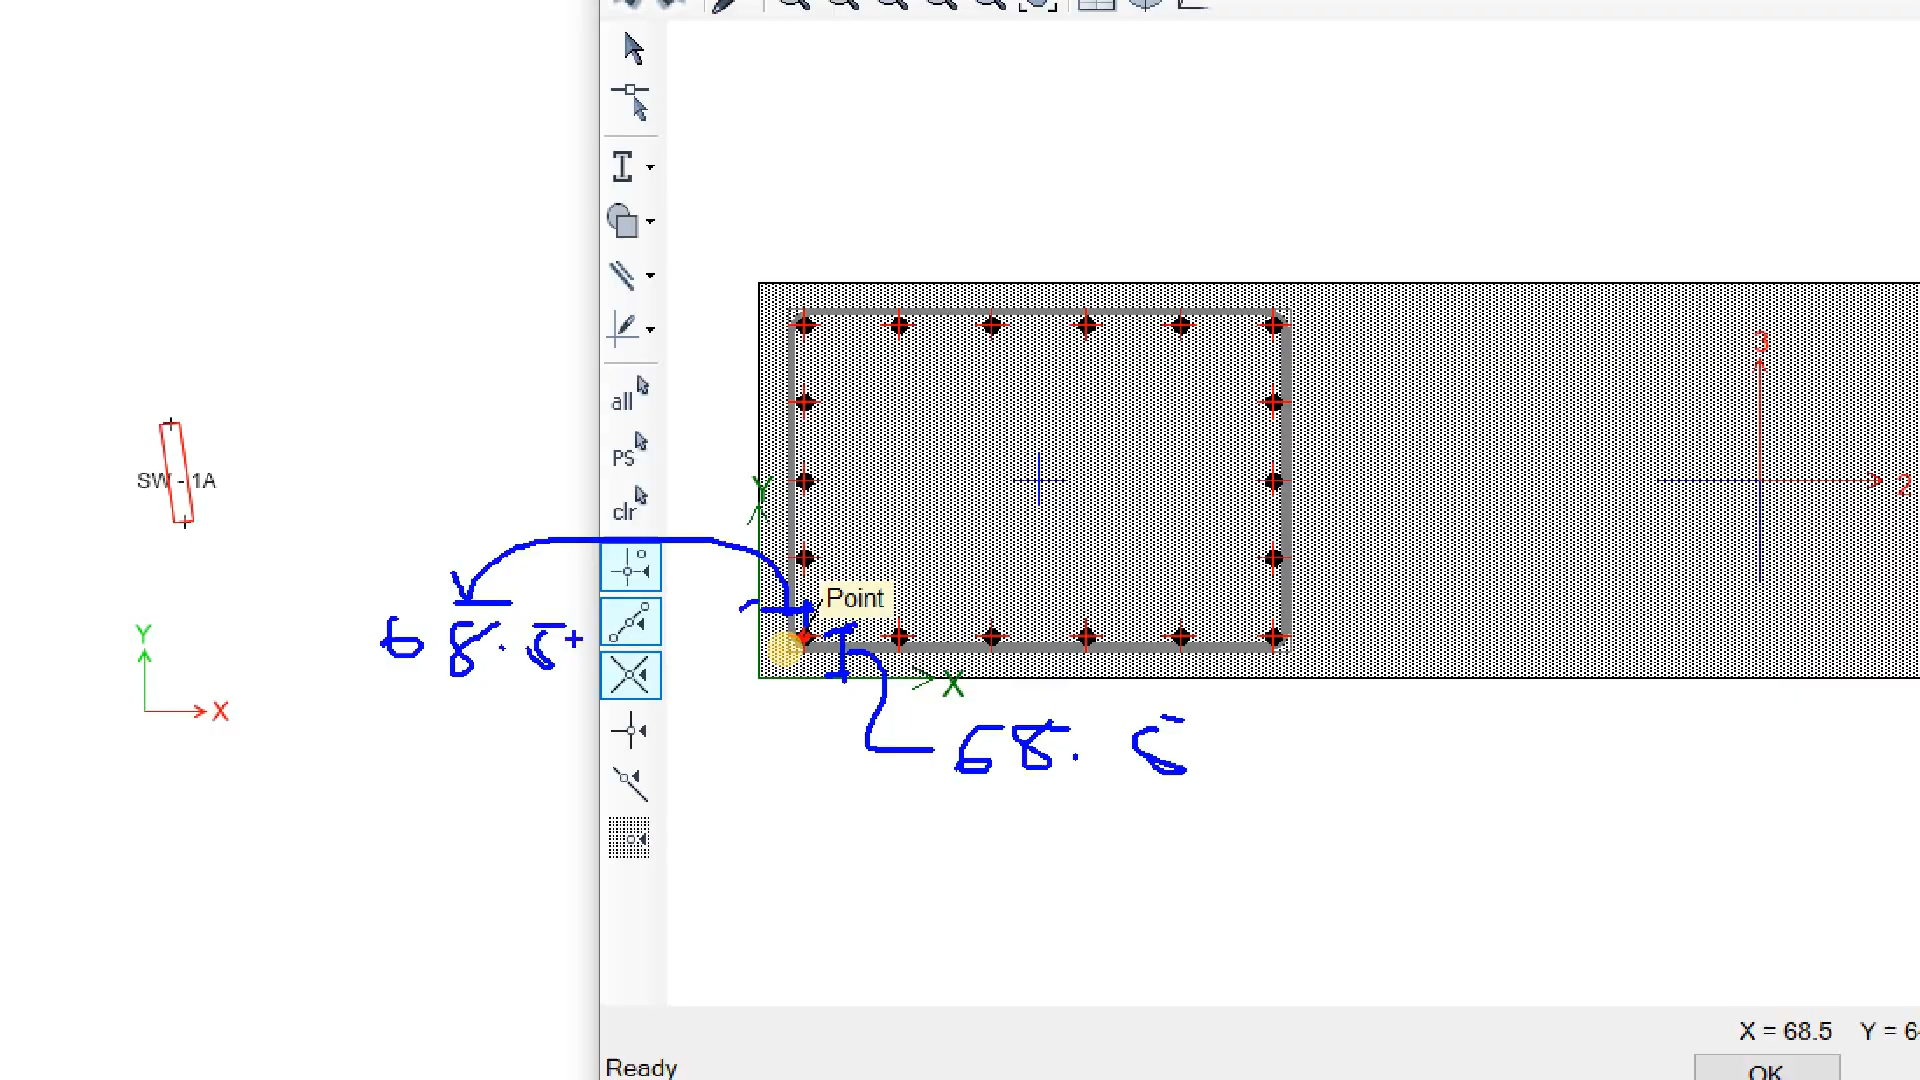 all
PS
clr
SW - 1A
Y
X
3
2
Y
X
Point
68.5
68.5
X = 68.5 Y = 6
Ready
OK